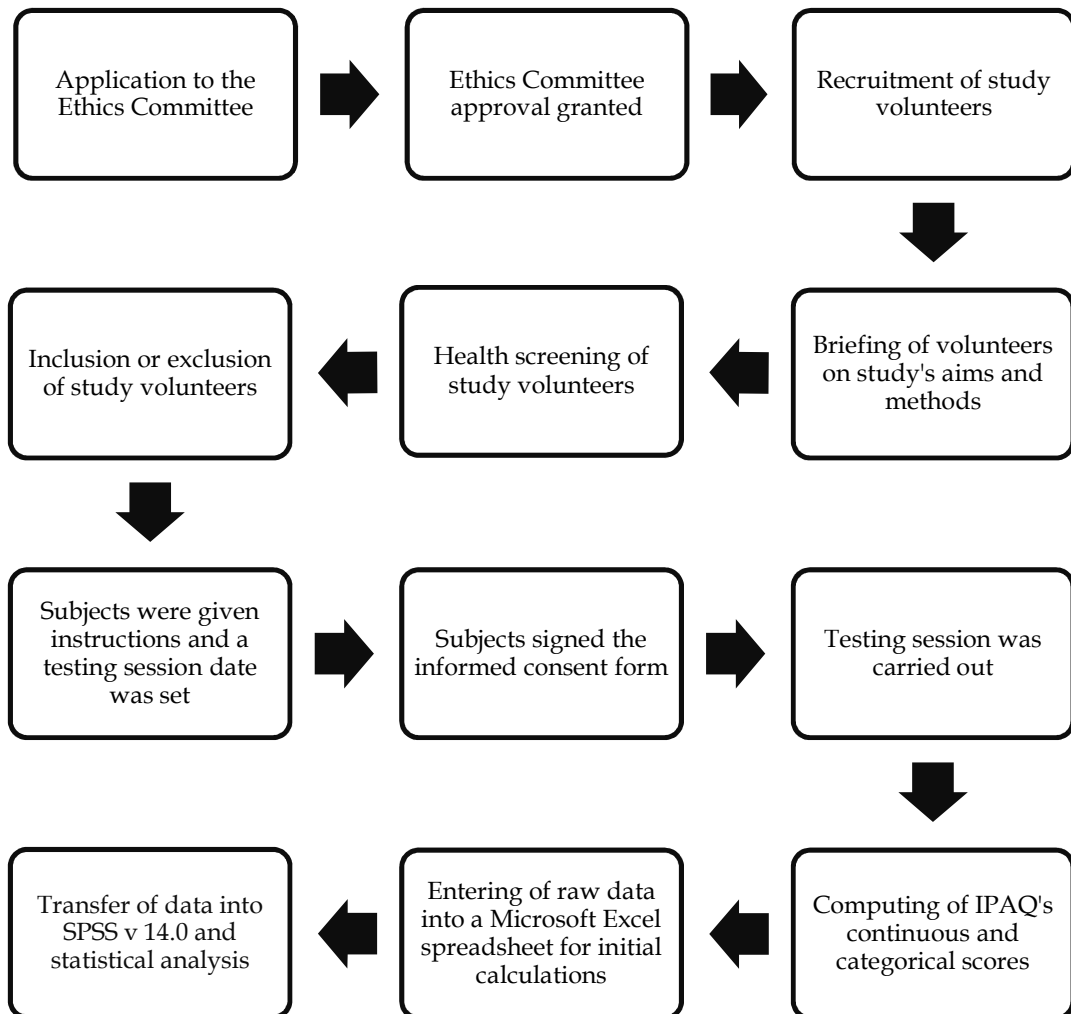 Application to the
Ethics Committee
Ethics Committee
approval granted
Recruitment of study
volunteers
Briefing of volunteers
on study's aims and
methods
Health screening of
study volunteers
Inclusion or exclusion
of study volunteers
Subjects were given
instructions and a
testing session date
was set
Subjects signed the
informed consent form
Testing session was
carried out
Computing of IPAQ's
continuous and
categorical scores
Entering of raw data
into a Microsoft Excel
spreadsheet for initial
calculations
Transfer of data into
SPSS v 14.0 and
statistical analysis